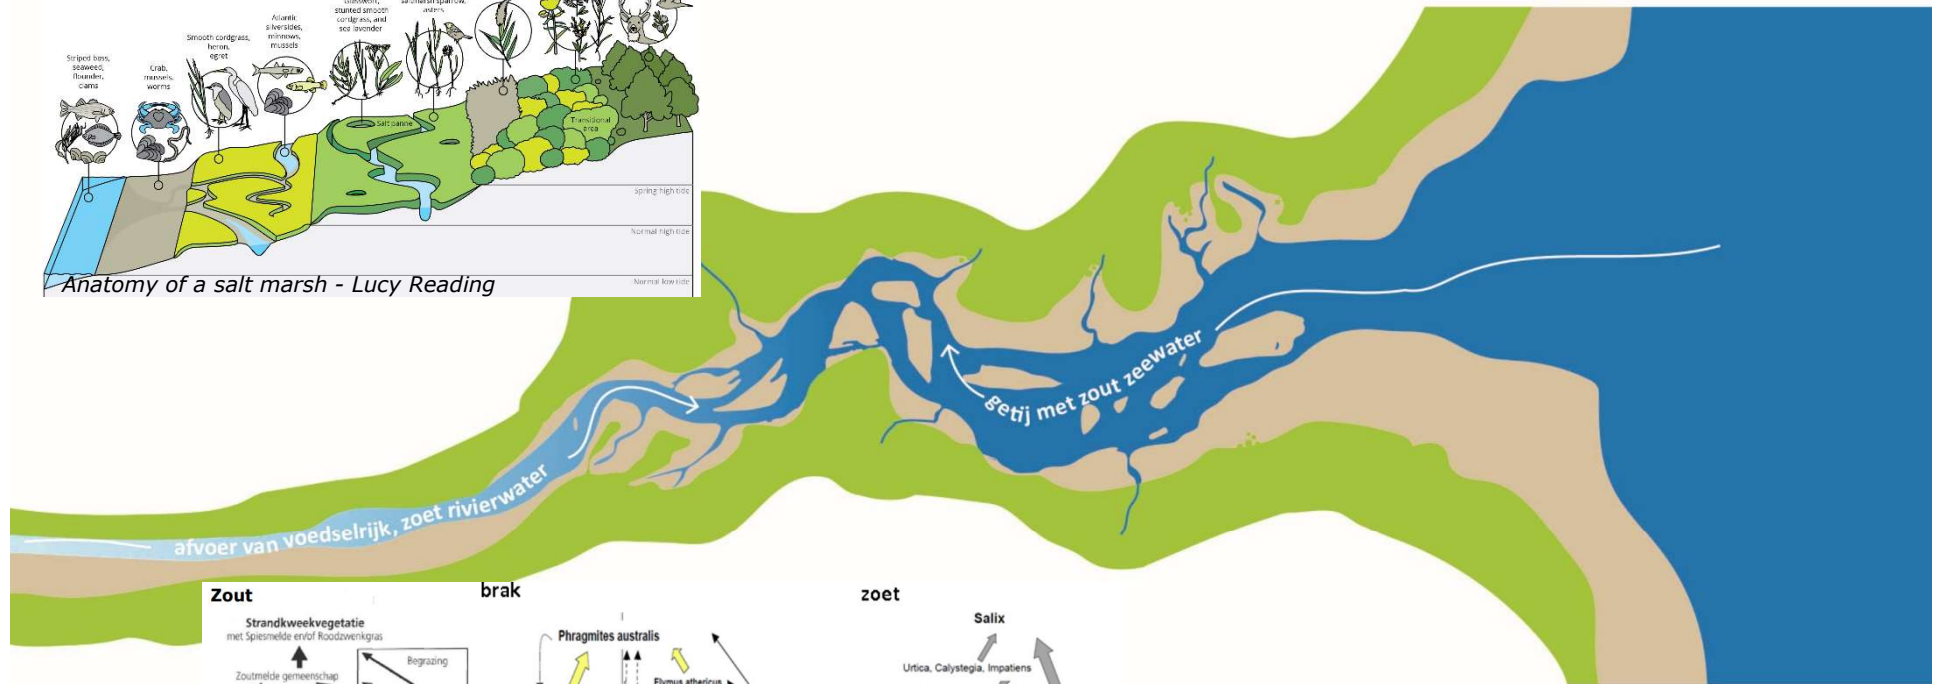 stunted smooth
cordgrass, and
sea lavender
asters
Atlantic
silversides,
minnows,
mussels
Smooth cordgrass,
heron,
egret
Striped bass,
seaweed,
flounder,
clams
Crab,
mussels,
worms
Salt panne
Transitional
area
Spring high tide
Normal high tide
Normal low tide
Anatomy of a salt marsh - Lucy Reading
getij met zout zeewater
afvoer van voedselrijk, zoet rivierwater
Zout
brak
zoet
Strandkweekvegetatie
met Spiesmelde en/of Roodzwenkgras
Begrazing
Zoutmelde gemeenschap
Phragmites australis
Elymus athericus
Salix
Urtica, Calystegia, Impatiens